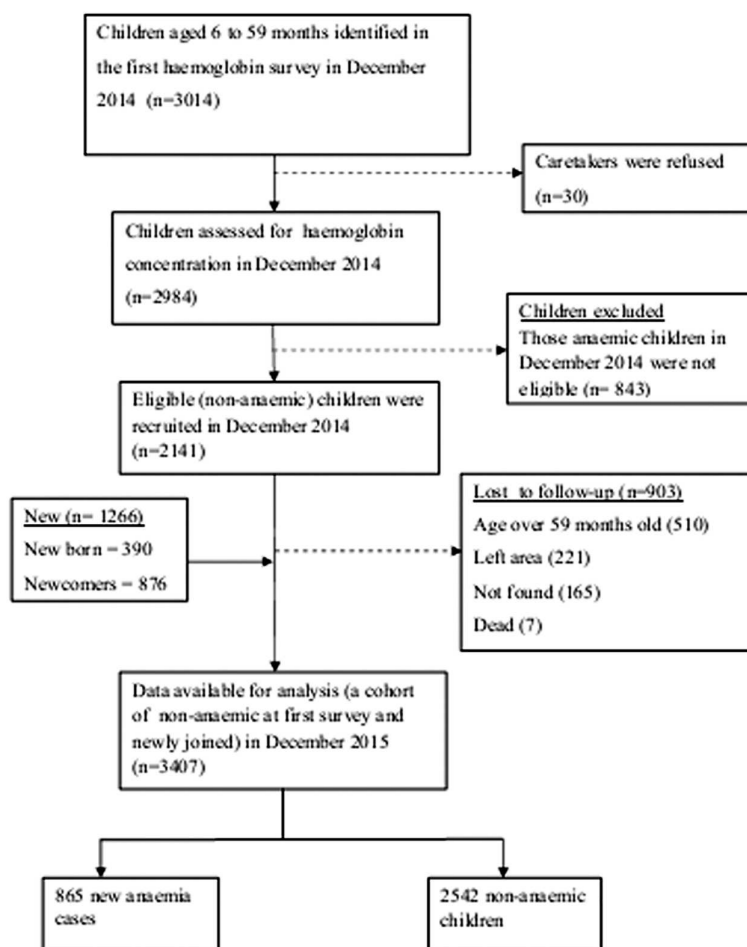 Children aged 6 to 59 months identified in
the first haemoglobin survey in December
2014 (n=3014)
Caretakers were refused
(n=30)
Children assessed for haemoglobin
concentration in December 2014
(n=2984)
Children excluded
Those anaemic children in
December 2014 were not
eligible (n= 843)
Eligible (non-anaemic) children were
recruited in December 2014
(n=2141)
New (n= 1266)
New born = 390
Newcomers = 876
Lost to follow-up (n=903)
Age over 59 months old (510)
Left area (221)
Not found (165)
Dead (7)
Data available for analysis (a cohort
of non-anaemic at first survey and
newly joined) in December 2015
(n=3407)
865 new anaemia
cases
2542 non-anaemic
children